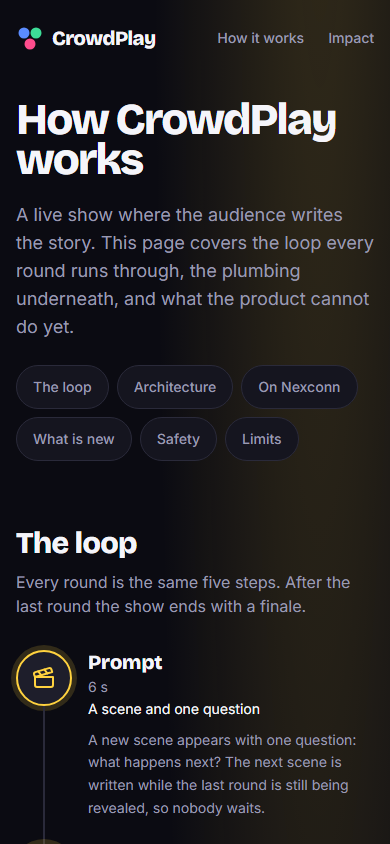 CrowdPlay
How it works
Impact
How CrowdPlay
works
A live show where the audience writes
the story. This page covers the loop every
round runs through, the plumbing
underneath, and what the product cannot
do yet.
The loop
Architecture
On Nexconn
What is new
Safety
Limits
The loop
Every round is the same five steps. After the
last round the show ends with a finale.
Prompt
6 s
A scene and one question
A new scene appears with one question:
what happens next? The next scene is
written while the last round is still being
revealed, so nobody waits.